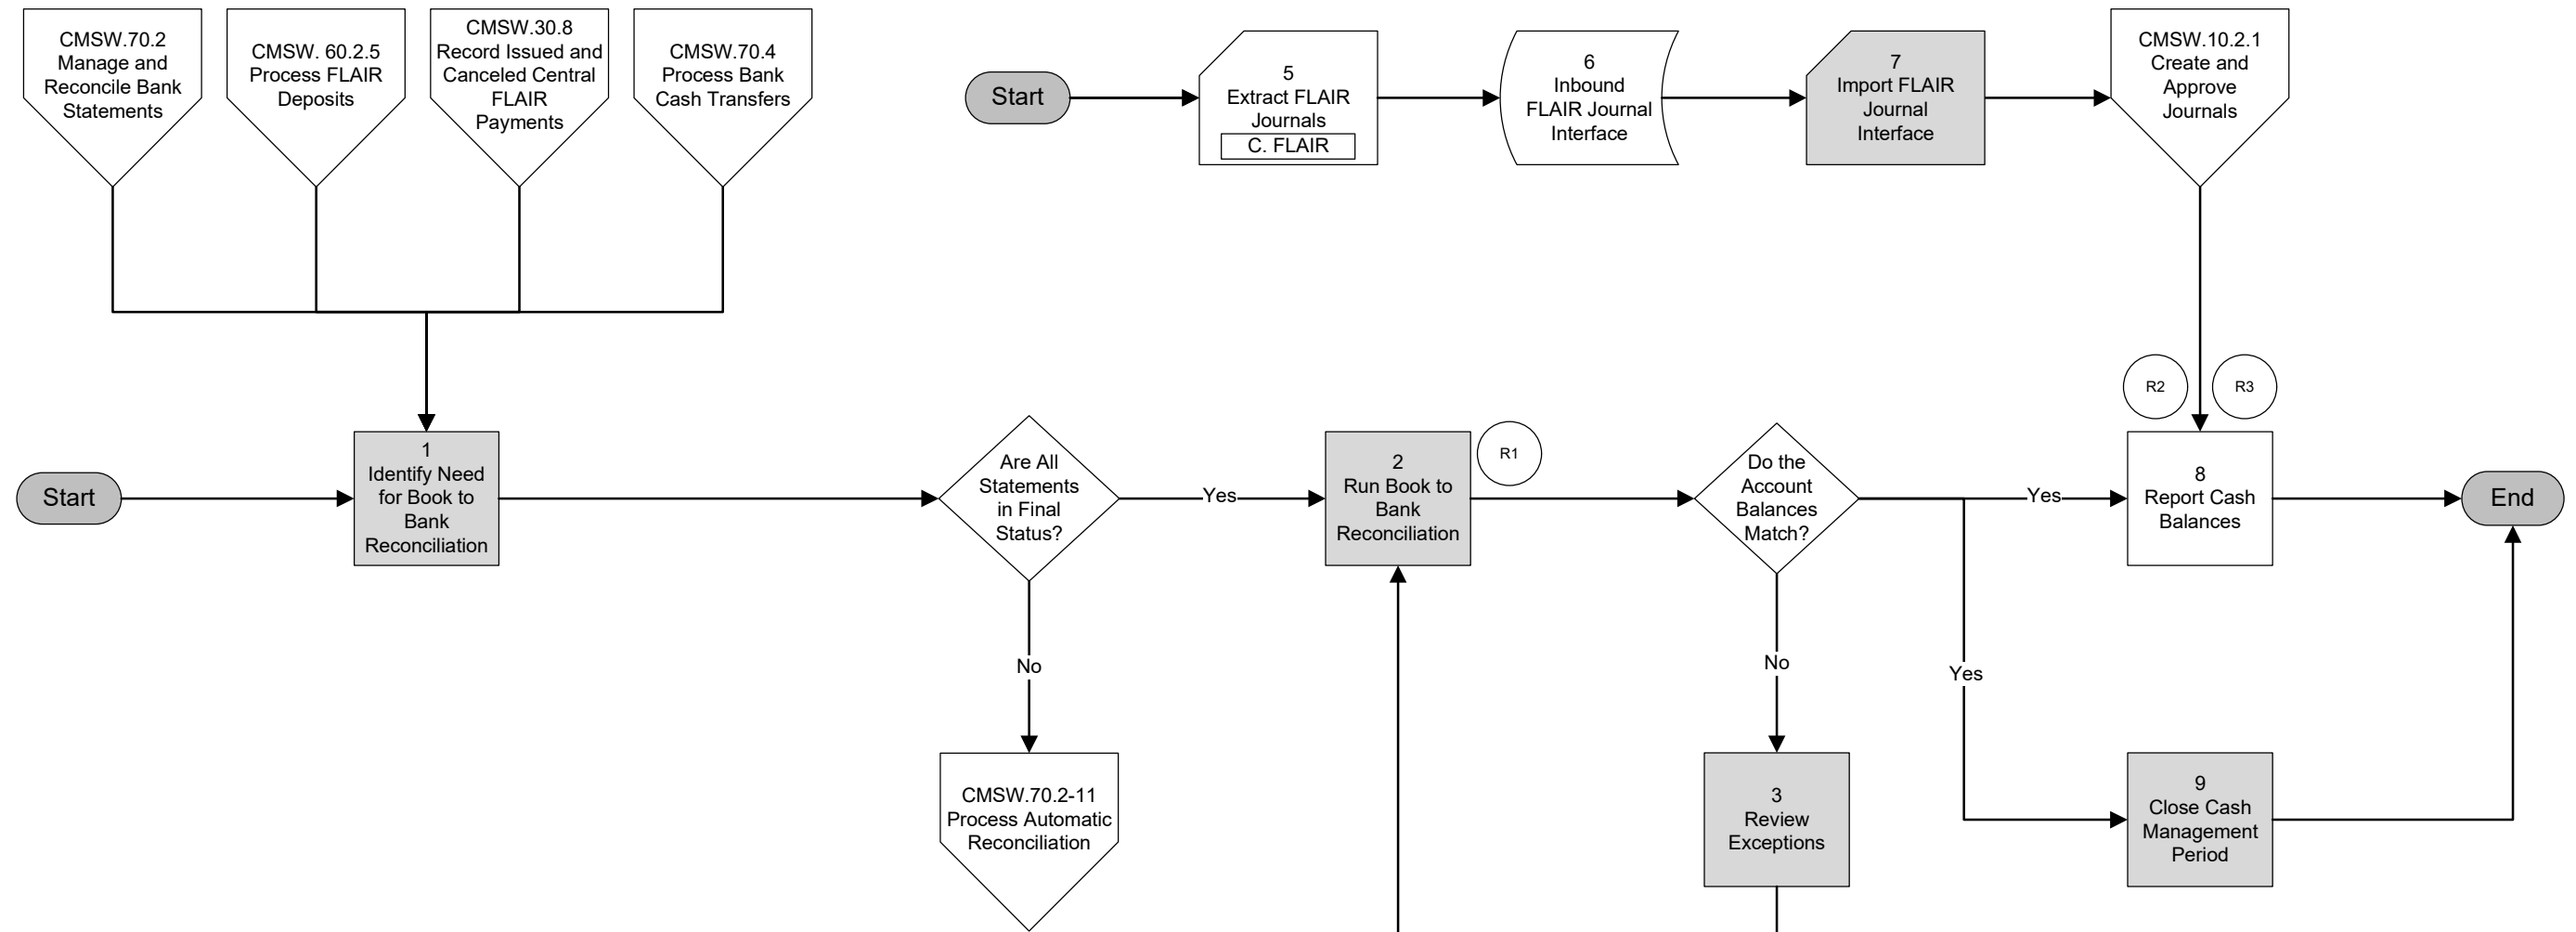 CMSW.70.2
Manage and
Reconcile Bank
Statements
CMSW. 60.2.5
Process FLAIR
Deposits
CMSW.30.8
Record Issued and
Canceled Central
FLAIR
Payments
CMSW.70.4
Process Bank
Cash Transfers
Start
5
Extract FLAIR
Journals
C. FLAIR
6
Inbound
FLAIR Journal
Interface
7
Import FLAIR
Journal
Interface
CMSW.10.2.1
Create and
Approve
Journals
R2
R3
Start
1
Identify Need
for Book to
Bank
Reconciliation
Are All
Statements
in Final
Status?
Yes
2
Run Book to
Bank
Reconciliation
R1
Do the
Account
Balances
Match?
Yes
8
Report Cash
Balances
End
No
No
Yes
CMSW.70.2-11
Process Automatic
Reconciliation
3
Review
Exceptions
9
Close Cash
Management
Period